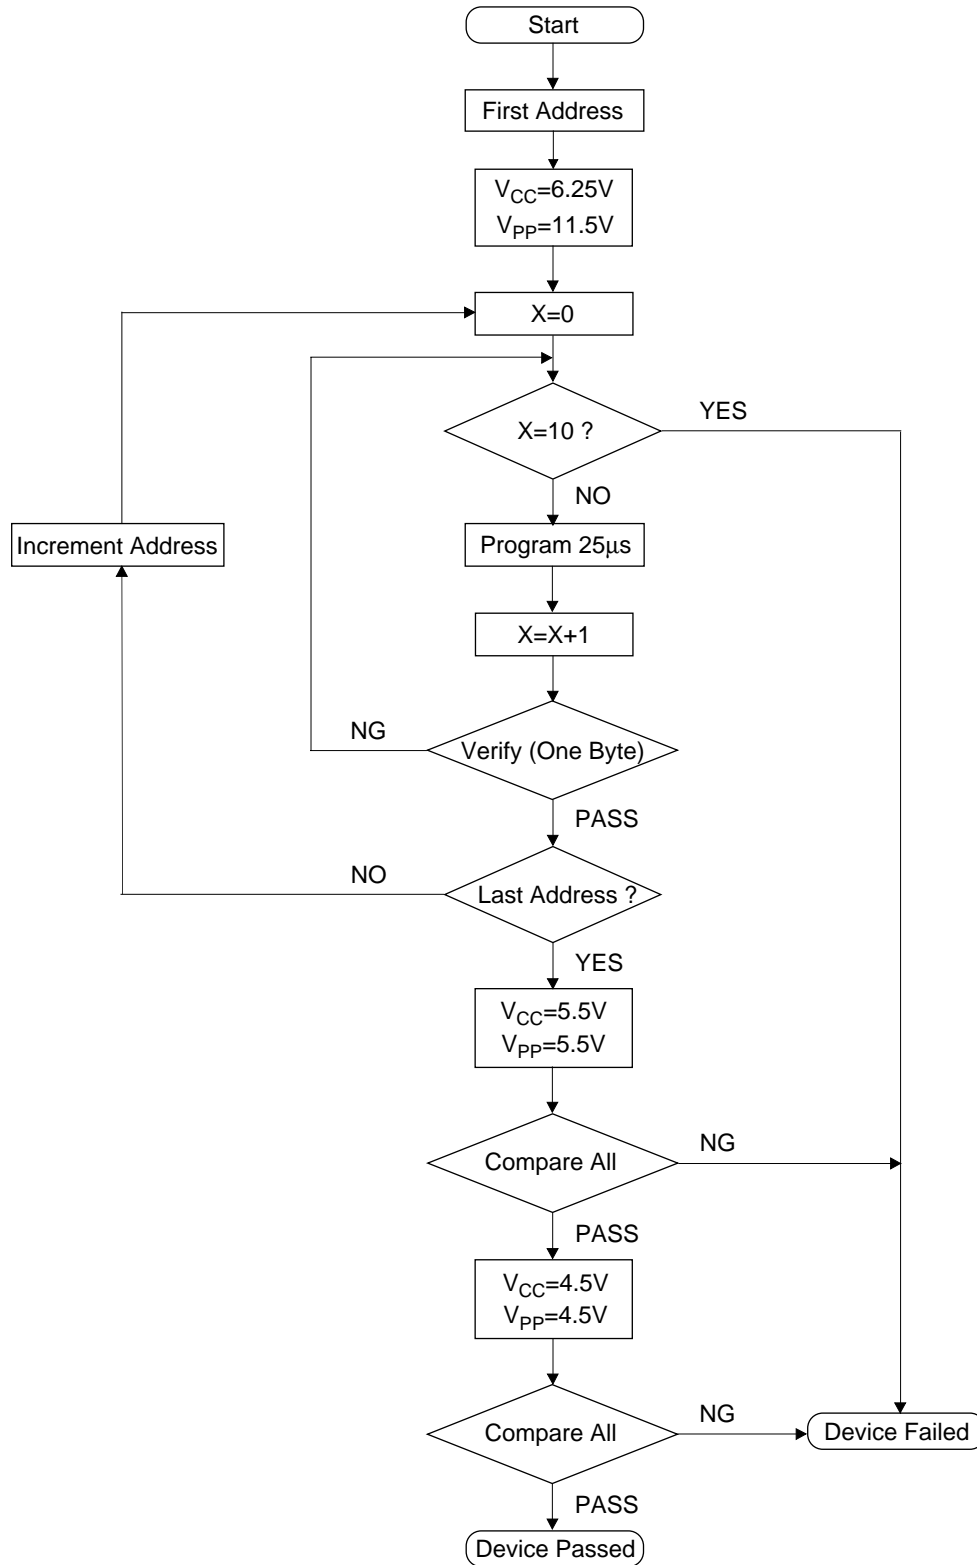 Start
First Address
VCC=6.25V
VPP=11.5V
X=0
X=10 ?
YES
NO
Increment Address
Program 25µs
X=X+1
NG
Verify (One Byte)
PASS
NO
Last Address ?
YES
VCC=5.5V
VPP=5.5V
Compare All
NG
PASS
VCC=4.5V
VPP=4.5V
Compare All
NG
Device Failed
PASS
Device Passed